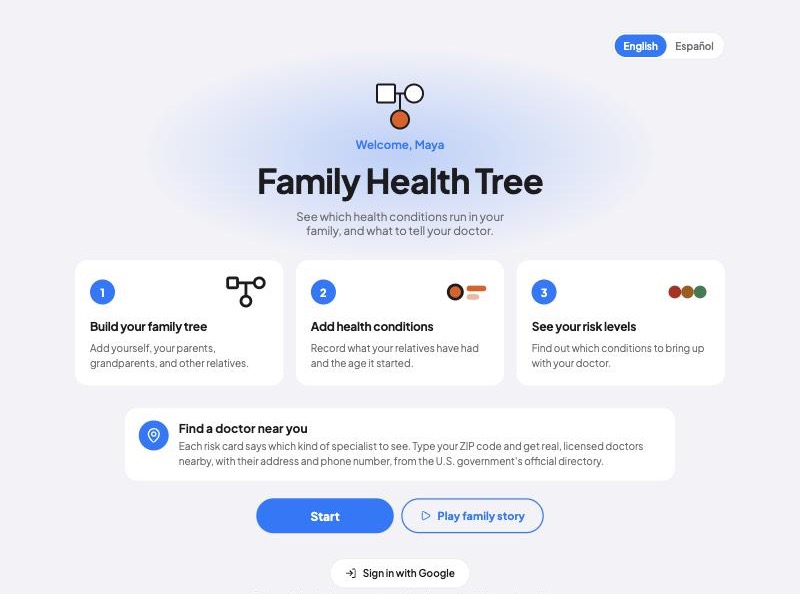 English Español
Welcome, Maya
Family Health Tree
See which health conditions run in your
family, and what to tell your doctor.
1
Build your family tree
Add yourself, your parents,
grandparents, and other relatives.
2
Add health conditions
Record what your relatives have had
and the age it started.
3
See your risk levels
Find out which conditions to bring up
with your doctor.
Find a doctor near you
Each risk card says which kind of specialist to see. Type your ZIP code and get real, licensed doctors
nearby, with their address and phone number, from the U.S. government's official directory.
Start
Play family story
Sign in with Google